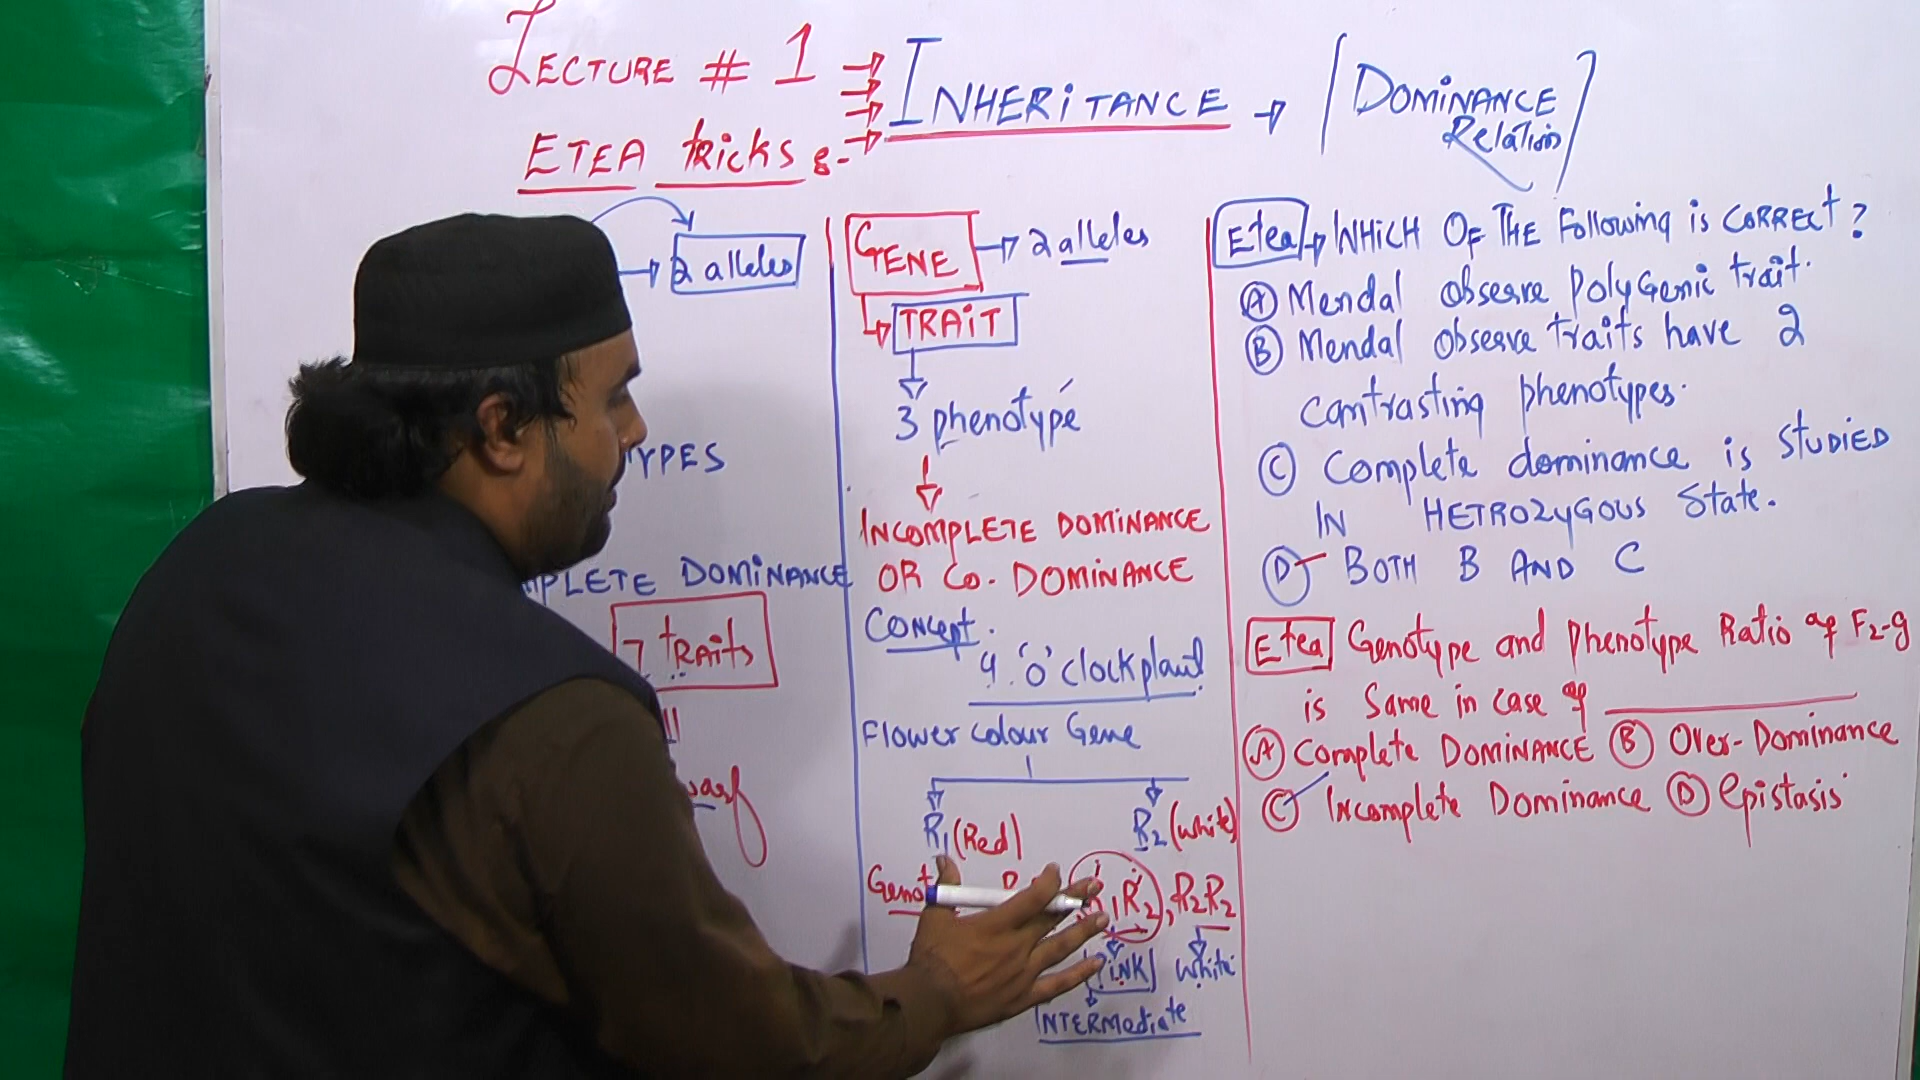 LECTURE # 1
INHERITANCE → [DOMINANCE
Relation]
ETEA tricks :-
→ 2 alleles
TYPES
DOMINANCE
7 TRAITS
GENE → 2 alleles
TRAIT
3 phenotype
INCOMPLETE DOMINANCE
OR CO-DOMINANCE
Concept.
4 'O' clock plant
Flower colour Gene
R1 (Red) R2 (white)
R1R2, R2R2
PINK white
INTERMediate
Etea → WHICH OF THE Following is CORRECT?
(A) Mendal observe polyGenic trait.
(B) Mendal observe traits have 2
contrasting phenotypes.
(C) Complete dominance is STUDIED
IN HETROZYGOUS State.
(D) BOTH B AND C
Etea Genotype and Phenotype Ratio of F2-g
is Same in case of ________
(A) Complete DOMINANCE (B) Over-Dominance
(C) Incomplete Dominance (D) epistasis